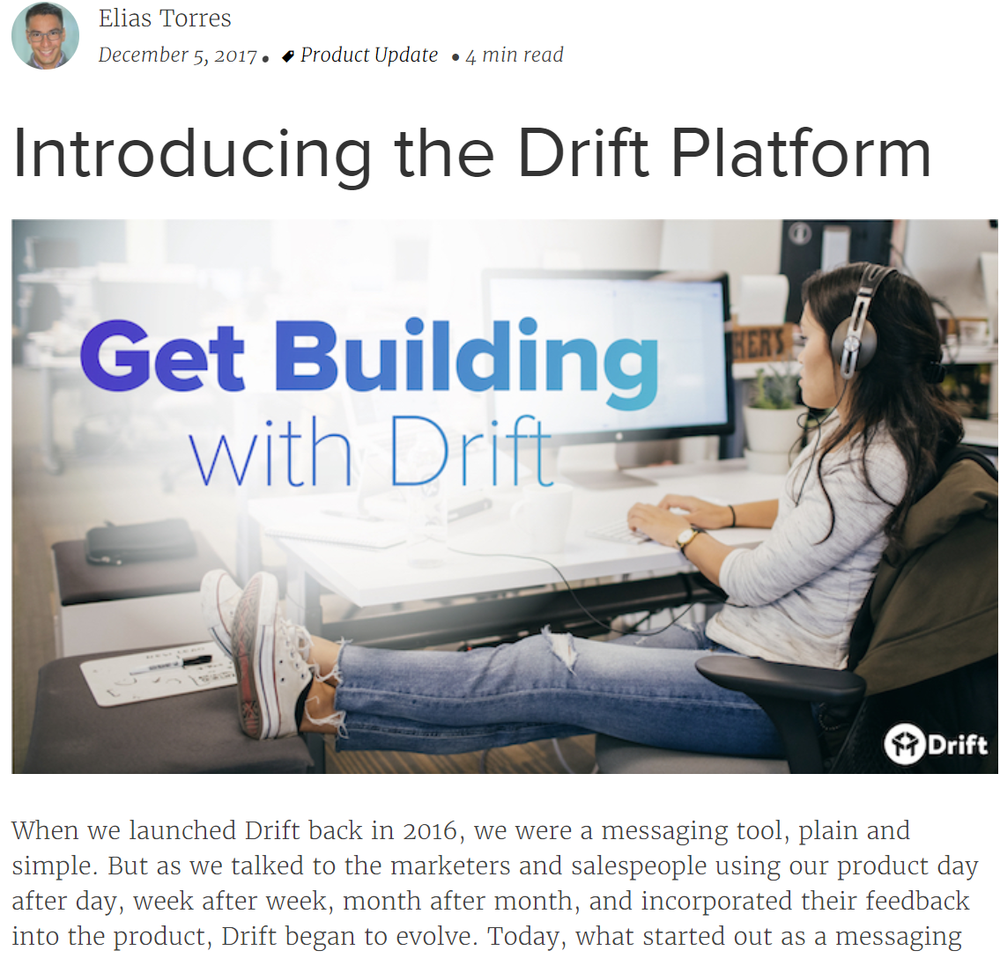 Elias Torres
December 5, 2017 • Product Update • 4 min read
Introducing the Drift Platform
HER'S
Get Building
with Drift
Drift
When we launched Drift back in 2016, we were a messaging tool, plain and
simple. But as we talked to the marketers and salespeople using our product day
after day, week after week, month after month, and incorporated their feedback
into the product, Drift began to evolve. Today, what started out as a messaging